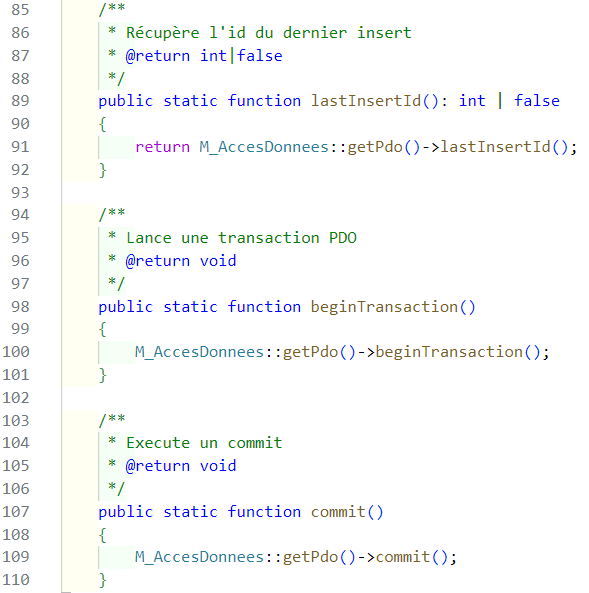 85 /**
86 * Récupère l'id du dernier insert
87 * @return int|false
88 */
89 public static function lastInsertId(): int | false
90 {
91 return M_AccesDonnees::getPdo()->lastInsertId();
92 }
93
94 /**
95 * Lance une transaction PDO
96 * @return void
97 */
98 public static function beginTransaction()
99 {
100 M_AccesDonnees::getPdo()->beginTransaction();
101 }
102
103 /**
104 * Execute un commit
105 * @return void
106 */
107 public static function commit()
108 {
109 M_AccesDonnees::getPdo()->commit();
110 }